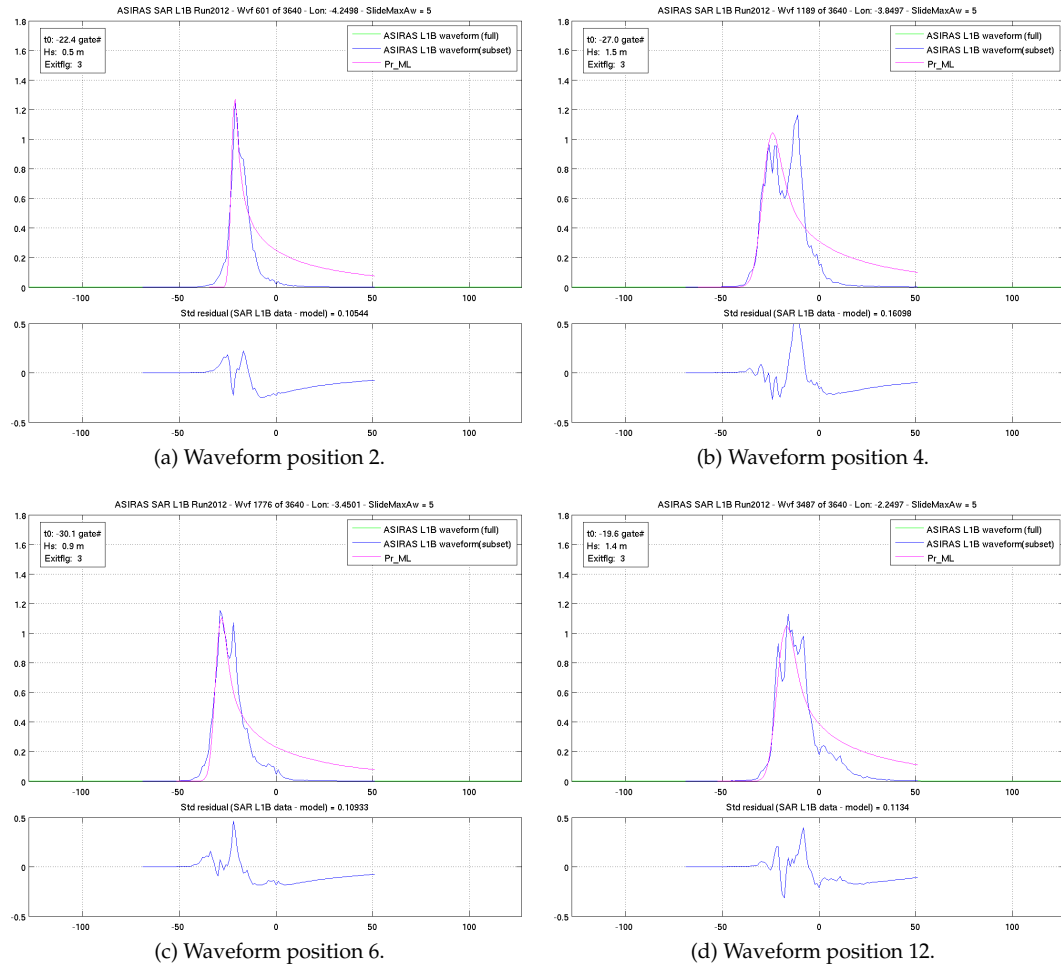 ASIRAS SAR L1B Run2012 - Wvf 601 of 3640 - Lon: -4.2498 - SlideMaxAw = 5
1.8
1.6
1.4
1.2
1
0.8
0.6
0.4
0.2
0
t0: -22.4 gate#
Hs: 0.5 m
Exitflg: 3
ASIRAS L1B waveform (full)
ASIRAS L1B waveform(subset)
Pr_ML
-100 -50 0 50 100
Std residual (SAR L1B data - model) = 0.10544
0.5
0
-0.5
-100 -50 0 50 100
(a) Waveform position 2.
ASIRAS SAR L1B Run2012 - Wvf 1189 of 3640 - Lon: -3.8497 - SlideMaxAw = 5
1.8
1.6
1.4
1.2
1
0.8
0.6
0.4
0.2
0
t0: -27.0 gate#
Hs: 1.5 m
Exitflg: 3
ASIRAS L1B waveform (full)
ASIRAS L1B waveform(subset)
Pr_ML
-100 -50 0 50 100
Std residual (SAR L1B data - model) = 0.16098
0.5
0
-0.5
-100 -50 0 50 100
(b) Waveform position 4.
ASIRAS SAR L1B Run2012 - Wvf 1776 of 3640 - Lon: -3.4501 - SlideMaxAw = 5
1.8
1.6
1.4
1.2
1
0.8
0.6
0.4
0.2
0
t0: -30.1 gate#
Hs: 0.9 m
Exitflg: 3
ASIRAS L1B waveform (full)
ASIRAS L1B waveform(subset)
Pr_ML
-100 -50 0 50 100
Std residual (SAR L1B data - model) = 0.10933
0.5
0
-0.5
-100 -50 0 50 100
(c) Waveform position 6.
ASIRAS SAR L1B Run2012 - Wvf 3487 of 3640 - Lon: -2.2497 - SlideMaxAw = 5
1.8
1.6
1.4
1.2
1
0.8
0.6
0.4
0.2
0
t0: -19.6 gate#
Hs: 1.4 m
Exitflg: 3
ASIRAS L1B waveform (full)
ASIRAS L1B waveform(subset)
Pr_ML
-100 -50 0 50 100
Std residual (SAR L1B data - model) = 0.1134
0.5
0
-0.5
-100 -50 0 50 100
(d) Waveform position 12.